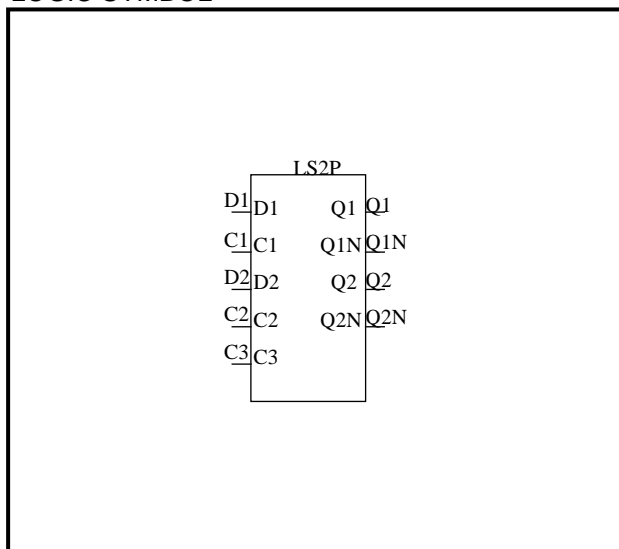 LS2P
D1 D1 Q1 Q1
C1 C1 Q1N Q1N
D2 D2 Q2 Q2
C2 C2 Q2N Q2N
C3 C3